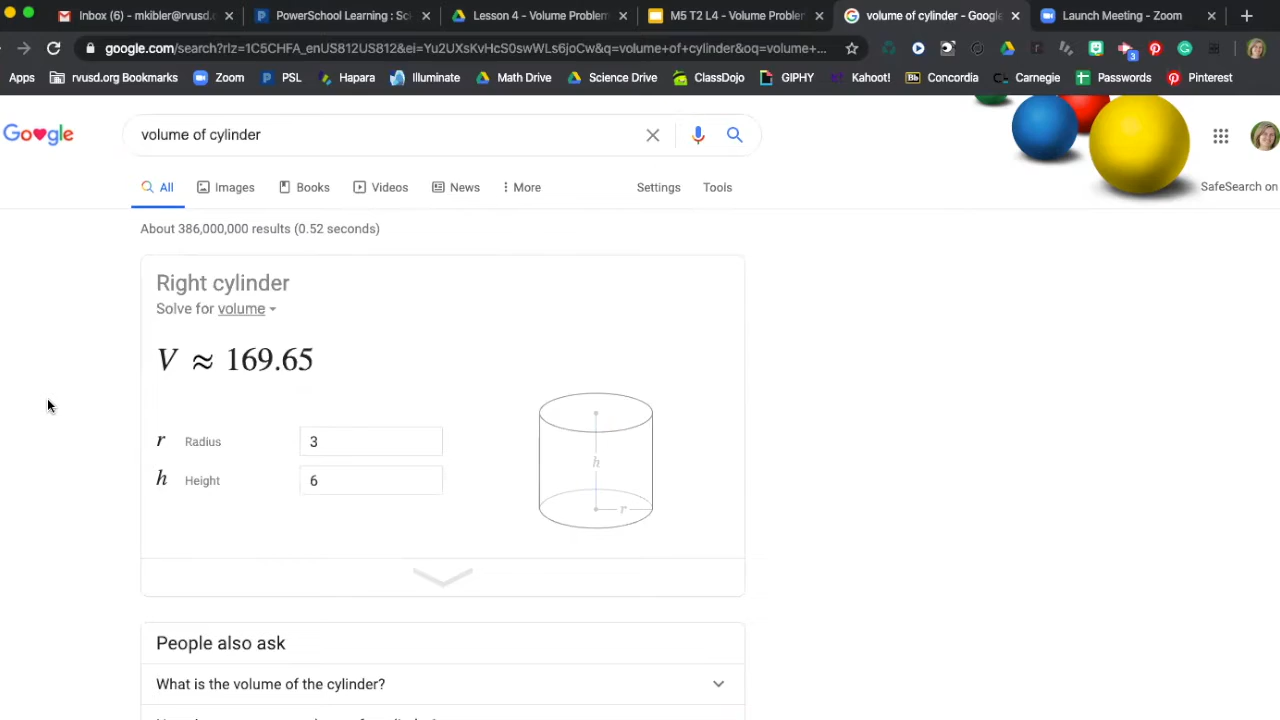 Inbox (6) - mkibler@rvusd.c
PowerSchool Learning : Sc
Lesson 4 - Volume Problem
M5 T2 L4 - Volume Problem
volume of cylinder - Google
Launch Meeting - Zoom
google.com/search?rlz=1C5CHFA_enUS812US812&ei=Yu2UXsKvHcS0swWLs6joCw&q=volume+of+cylinder&oq=volume+...
3
Apps rvusd.org Bookmarks Zoom PSL Hapara Illuminate Math Drive Science Drive ClassDojo GIPHY Kahoot! Bb Concordia CL Carnegie Passwords Pinterest
Go gle
volume of cylinder
All Images Books Videos News More Settings Tools
SafeSearch on
About 386,000,000 results (0.52 seconds)
Right cylinder
Solve for volume
V ≈ 169.65
r Radius 3
h Height 6
h
r
People also ask
What is the volume of the cylinder?